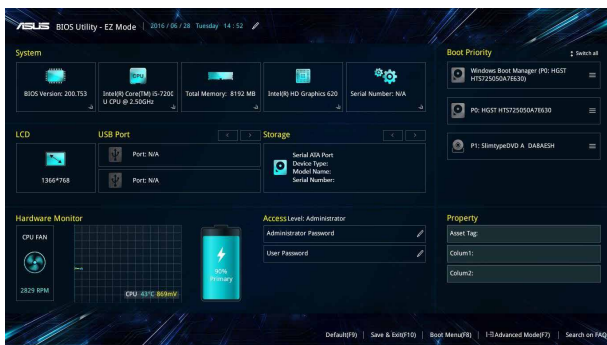 ASUS BIOS Utility - EZ Mode 2016 / 06 / 28 Tuesday 14 : 52
System
BIOS Version: 200.T53
Intel(R) Core(TM) i5-7200
U CPU @ 2.50GHz
Total Memory: 8192 MB
Intel(R) HD Graphics 620
Serial Number: N/A
Boot Priority
Switch all
Windows Boot Manager (P0: HGST
HTS725050A7E630)
P0: HGST HTS725050A7E630
P1: SlimtypeDVD A DA8AESH
LCD
1366*768
USB Port
Port: N/A
Port: N/A
Storage
Serial ATA Port
Device Type:
Model Name:
Serial Number:
Hardware Monitor
CPU FAN
2829 RPM
CPU 43°C 869mV
90%
Primary
Access Level: Administrator
Administrator Password
User Password
Property
Asset Tag:
Colum1:
Colum2:
Default(F9) | Save & Exit(F10) | Boot Menu(F8) | Advanced Mode(F7) | Search on FAQ